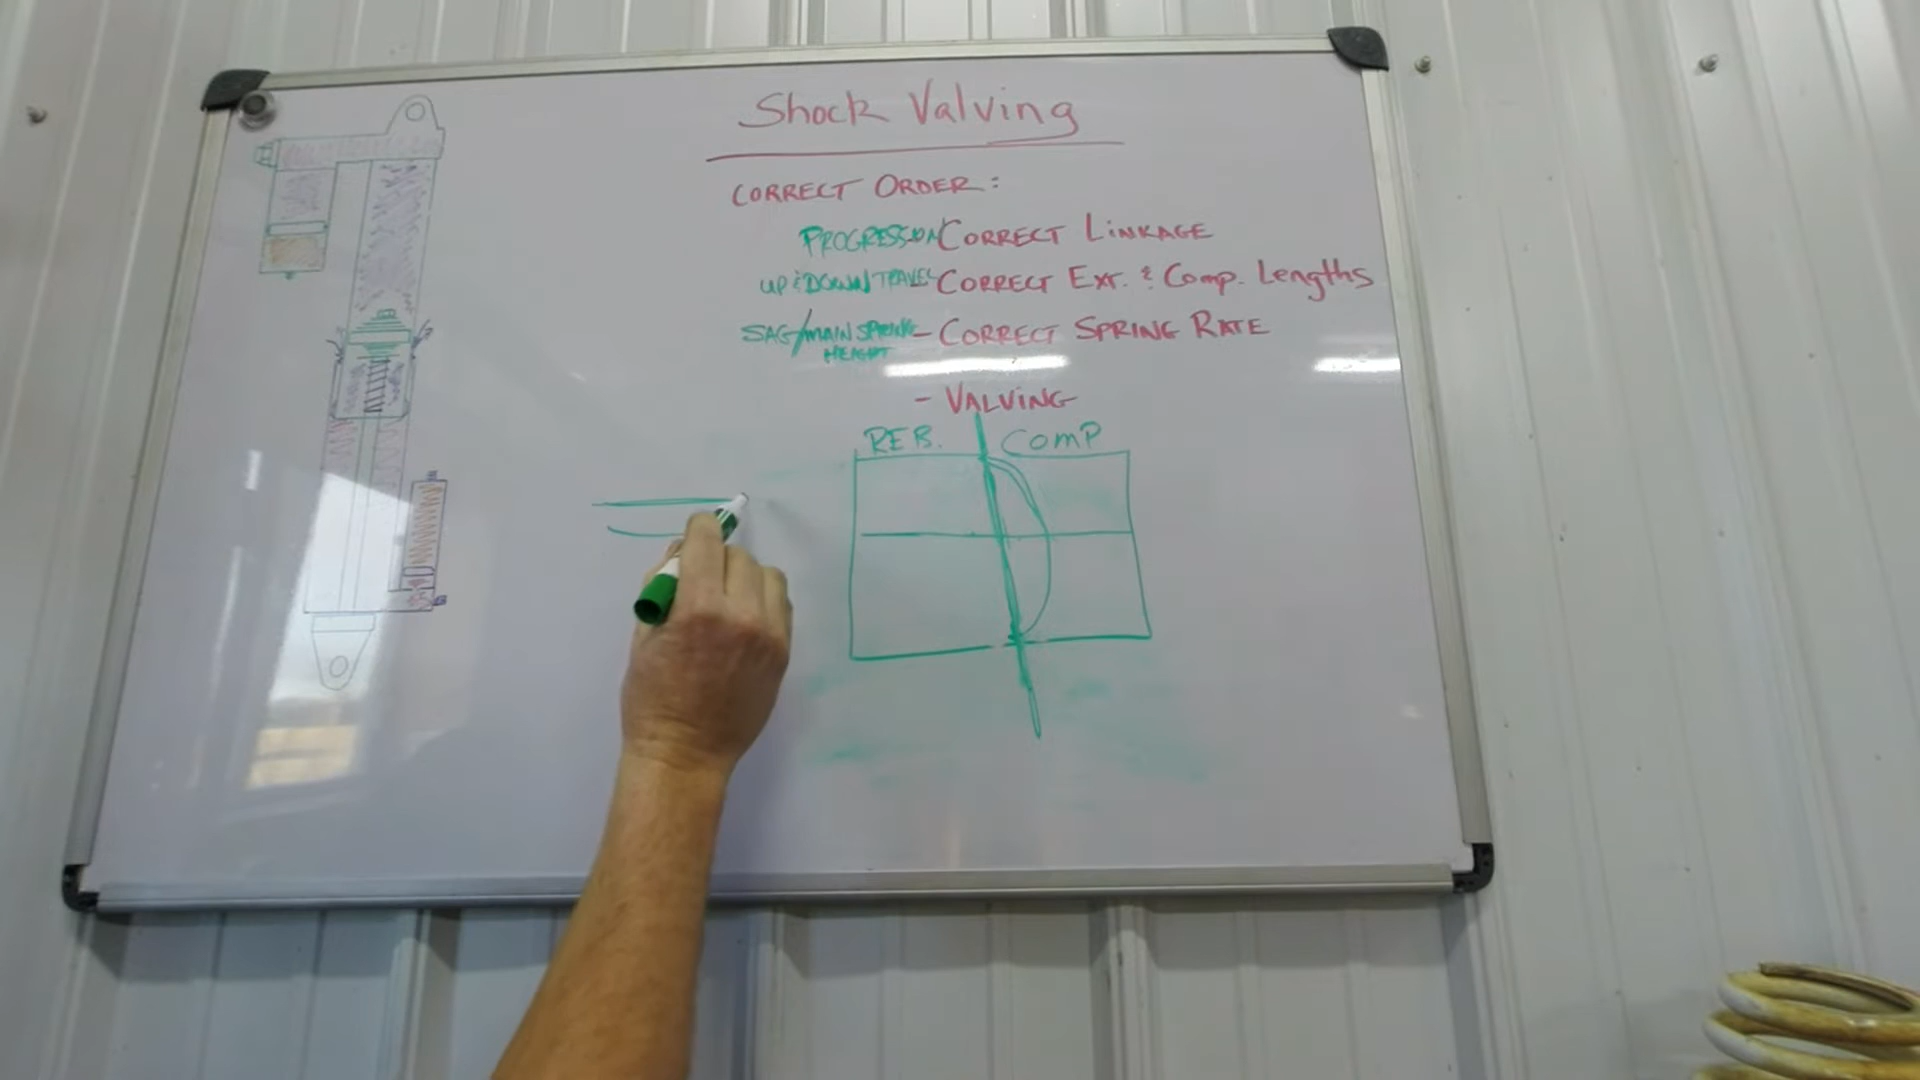 Shock Valving
CORRECT ORDER:
PROGRESSION CORRECT LINKAGE
UP & DOWN TRAVEL CORRECT EXT. & Comp. Lengths
SAG/MAIN SPRING - CORRECT SPRING RATE
HEIGHT
- VALVING
REB. COMP